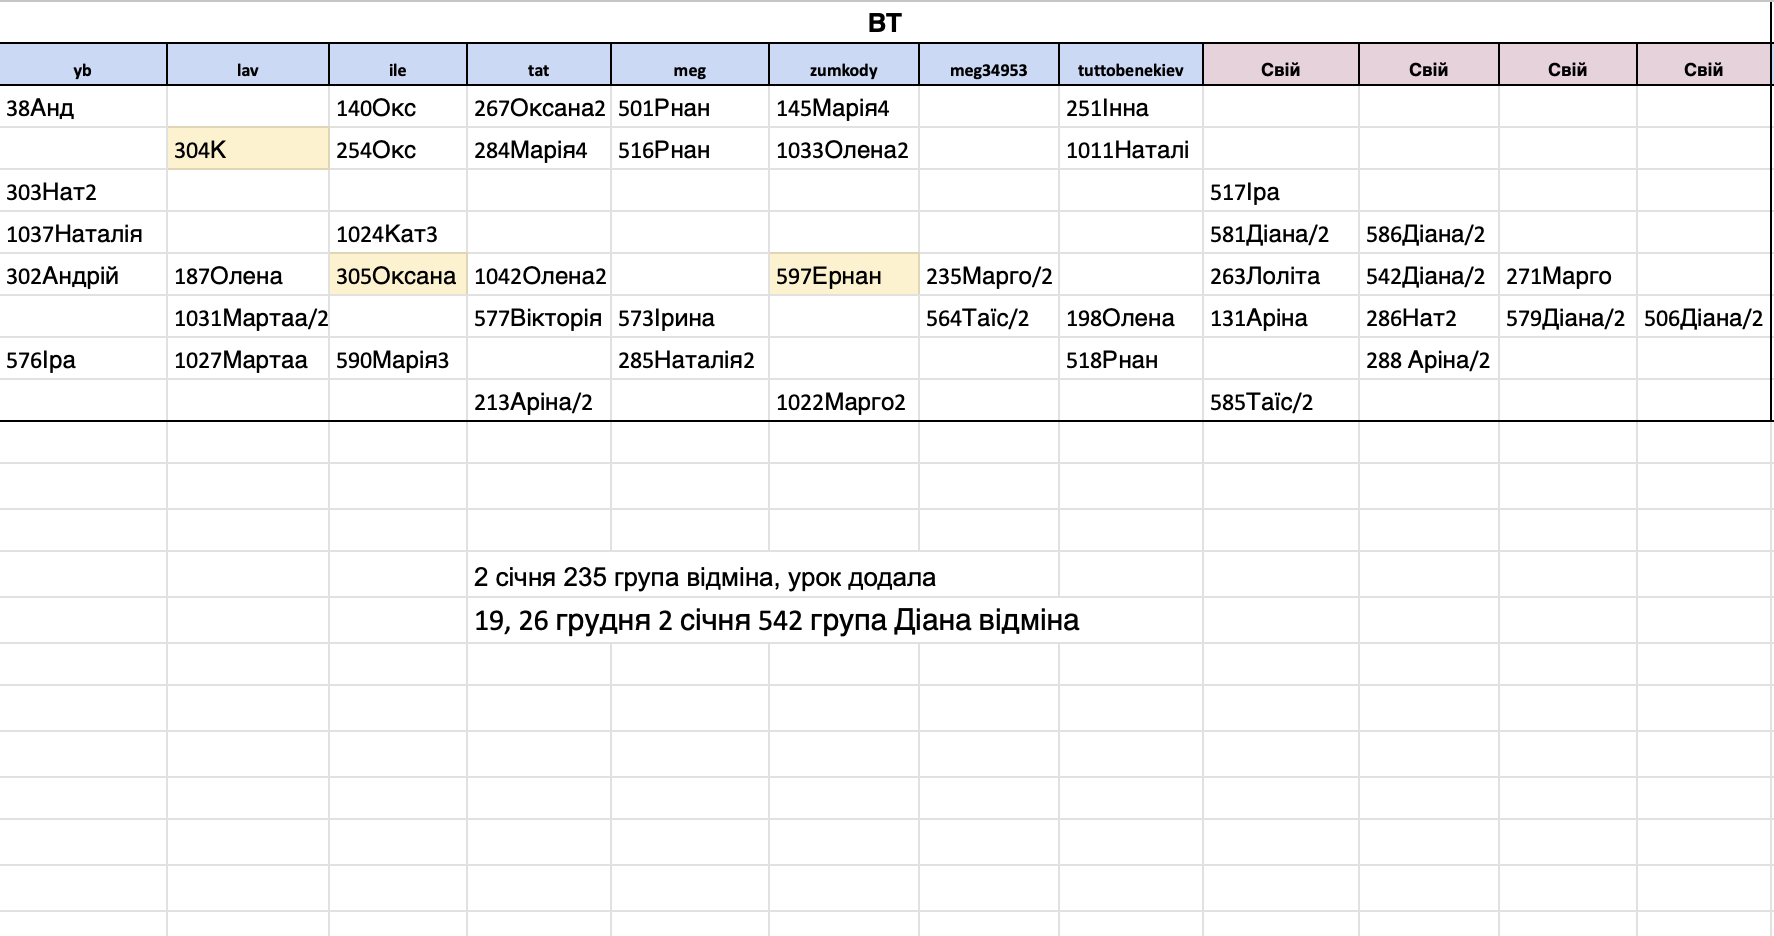 ВТ
yb lav ile tat meg zumkody meg34953 tuttobenekiev Свій Свій Свій Свій
38Анд 140Окс 267Оксана2 501Рнан 145Марія4 251Інна
304К 254Окс 284Марія4 516Рнан 1033Олена2 1011Наталі
303Нат2 517Іра
1037Наталія 1024Кат3 581Діана/2 586Діана/2
302Андрій 187Олена 305Оксана 1042Олена2 597Ернан 235Марго/2 263Лоліта 542Діана/2 271Марго
1031Мартаа/2 577Вікторія 573Ірина 564Таїс/2 198Олена 131Аріна 286Нат2 579Діана/2 506Діана/2
576Іра 1027Мартаа 590Марія3 285Наталія2 518Рнан 288 Аріна/2
213Аріна/2 1022Марго2 585Таїс/2
2 січня 235 група відміна, урок додала
19, 26 грудня 2 січня 542 група Діана відміна